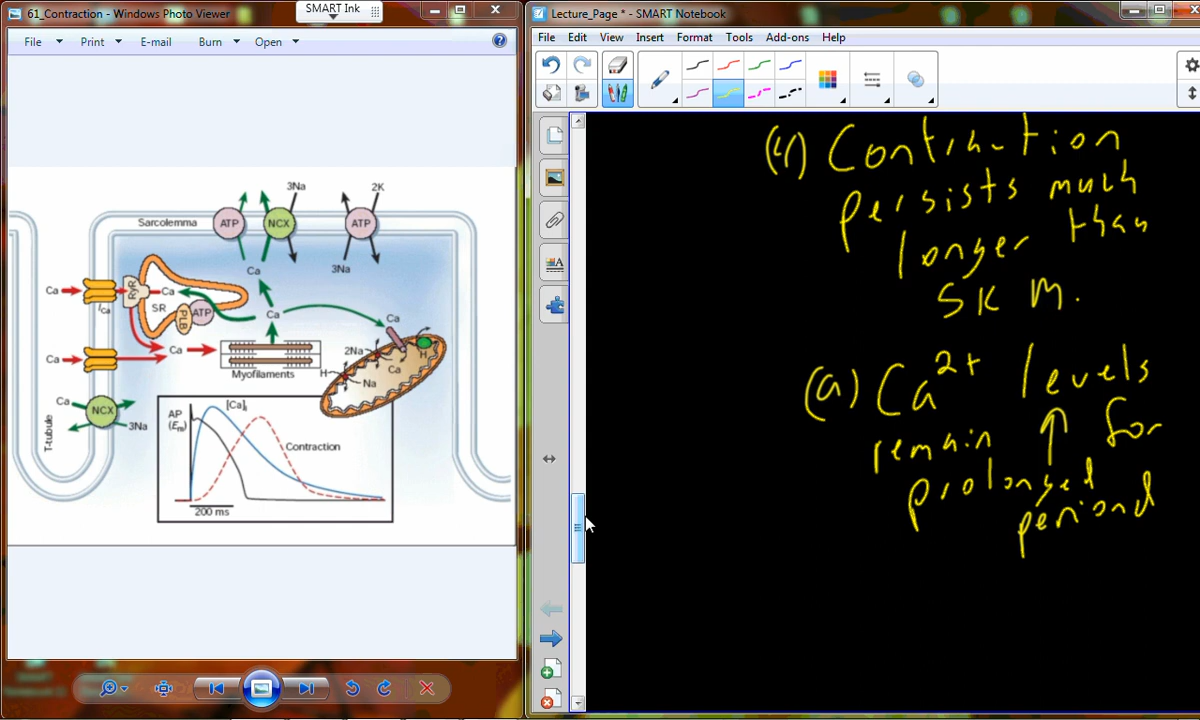 61_Contraction - Windows Photo Viewer
SMART Ink
File Print E-mail Burn Open
3Na
2K
Sarcolemma
ATP
NCX
ATP
Ca
3Na
Ca
RyR
Ca
SR
ICa
PLB
ATP
Ca
Ca
Ca
Ca
Myofilaments
2Na
H
Ca
H
Na
Ca
NCX
3Na
T-tubule
AP
(Em)
[Ca]i
Contraction
200 ms
Lecture_Page * - SMART Notebook
File Edit View Insert Format Tools Add-ons Help
(4) Contraction
persists much
longer than
SK M.
(a) Ca2+ levels
remain ↑ for
prolonged
period